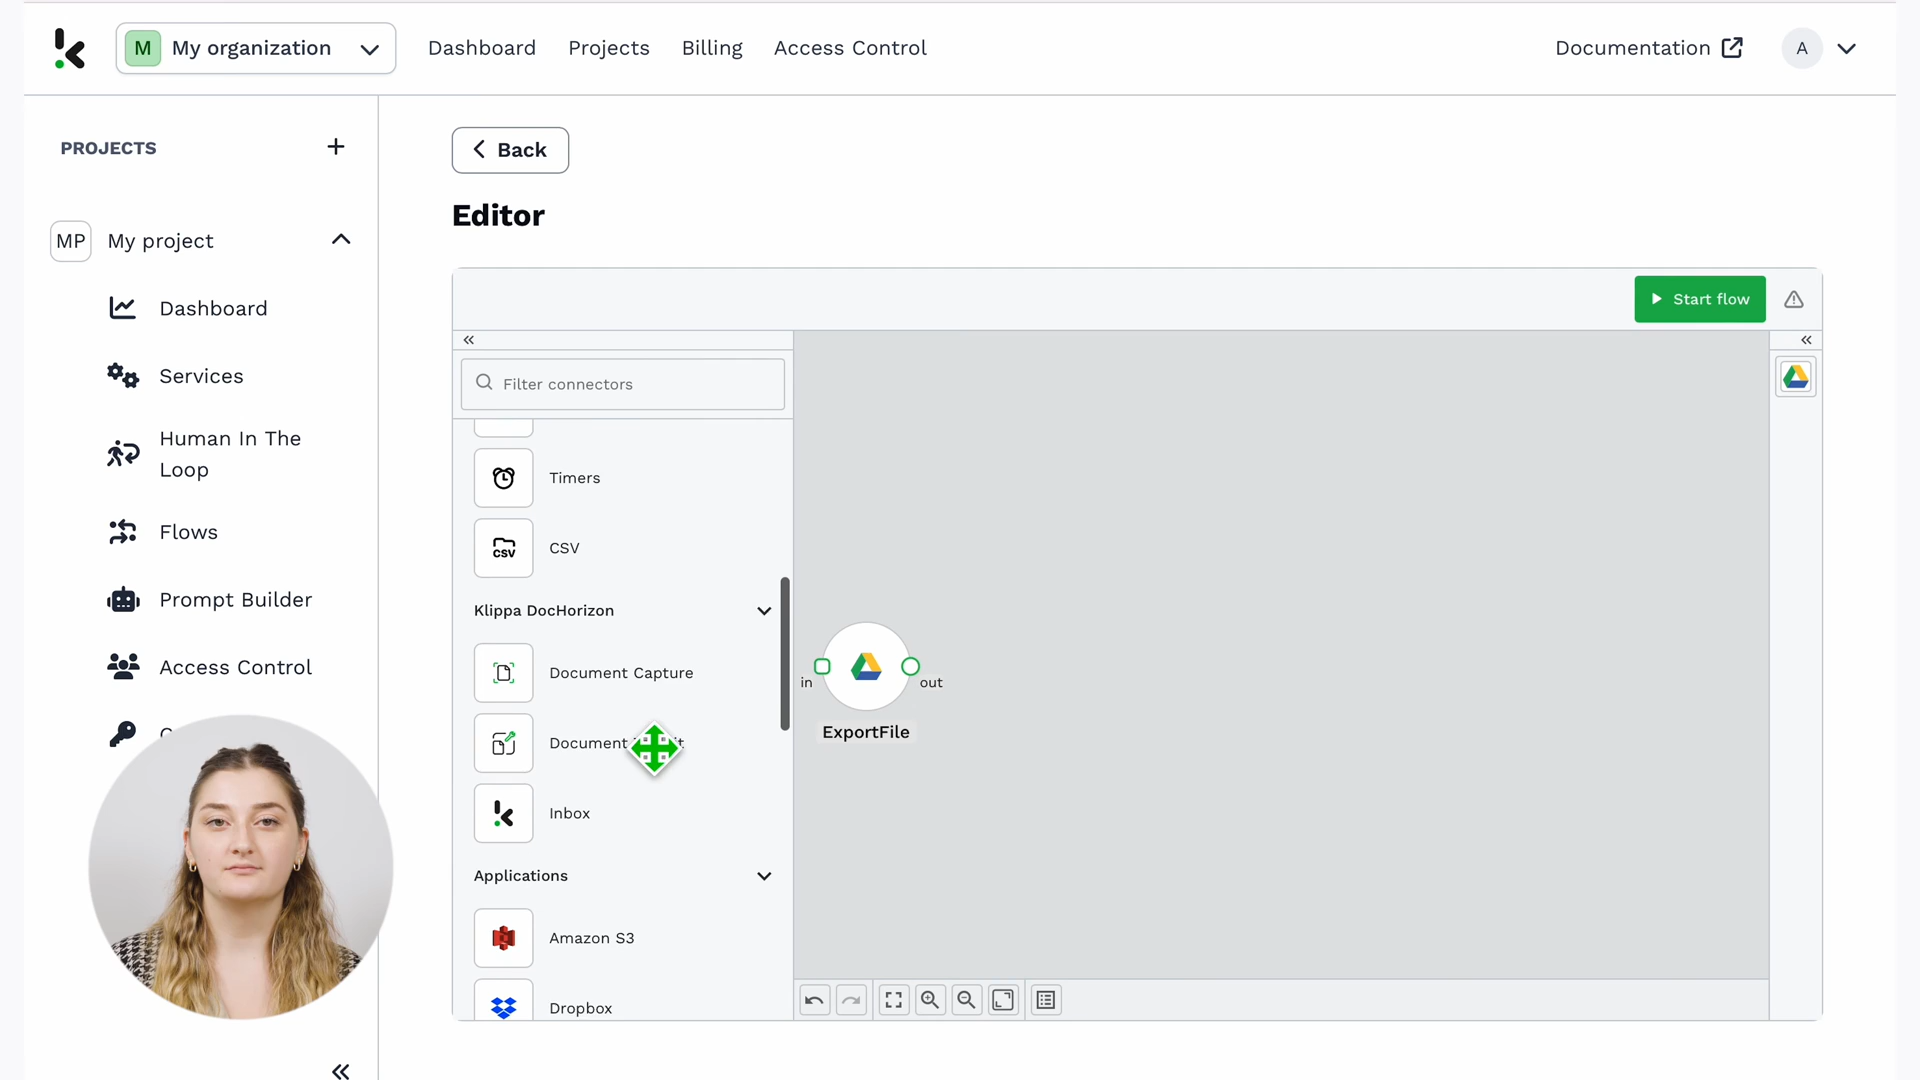 M My organization
Dashboard
Projects
Billing
Access Control
Documentation
A
PROJECTS
MP My project
Dashboard
Services
Human In The
Loop
Flows
Prompt Builder
Access Control
Back
Editor
Start flow
Filter connectors
Timers
CSV CSV
Klippa DocHorizon
Document Capture
Document
Inbox
Applications
Amazon S3
Dropbox
in
out
ExportFile